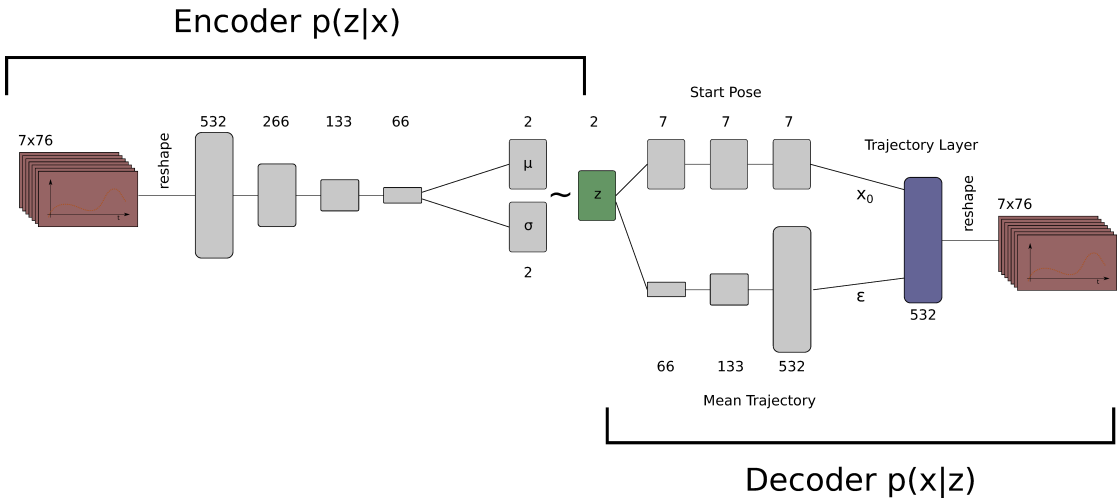 Encoder p(z|x)
7x76
reshape
532
266
133
66
2
μ
σ
2
~
2
z
Start Pose
7
7
7
x0
Trajectory Layer
532
ε
66
133
532
Mean Trajectory
reshape
7x76
t
t
Decoder p(x|z)